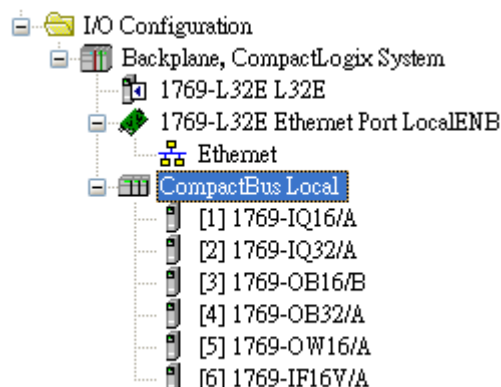 I/O Configuration
Backplane, CompactLogix System
1769-L32E L32E
1769-L32E Ethernet Port LocalENB
Ethernet
CompactBus Local
[1] 1769-IQ16/A
[2] 1769-IQ32/A
[3] 1769-OB16/B
[4] 1769-OB32/A
[5] 1769-OW16/A
[6] 1769-IF16V/A